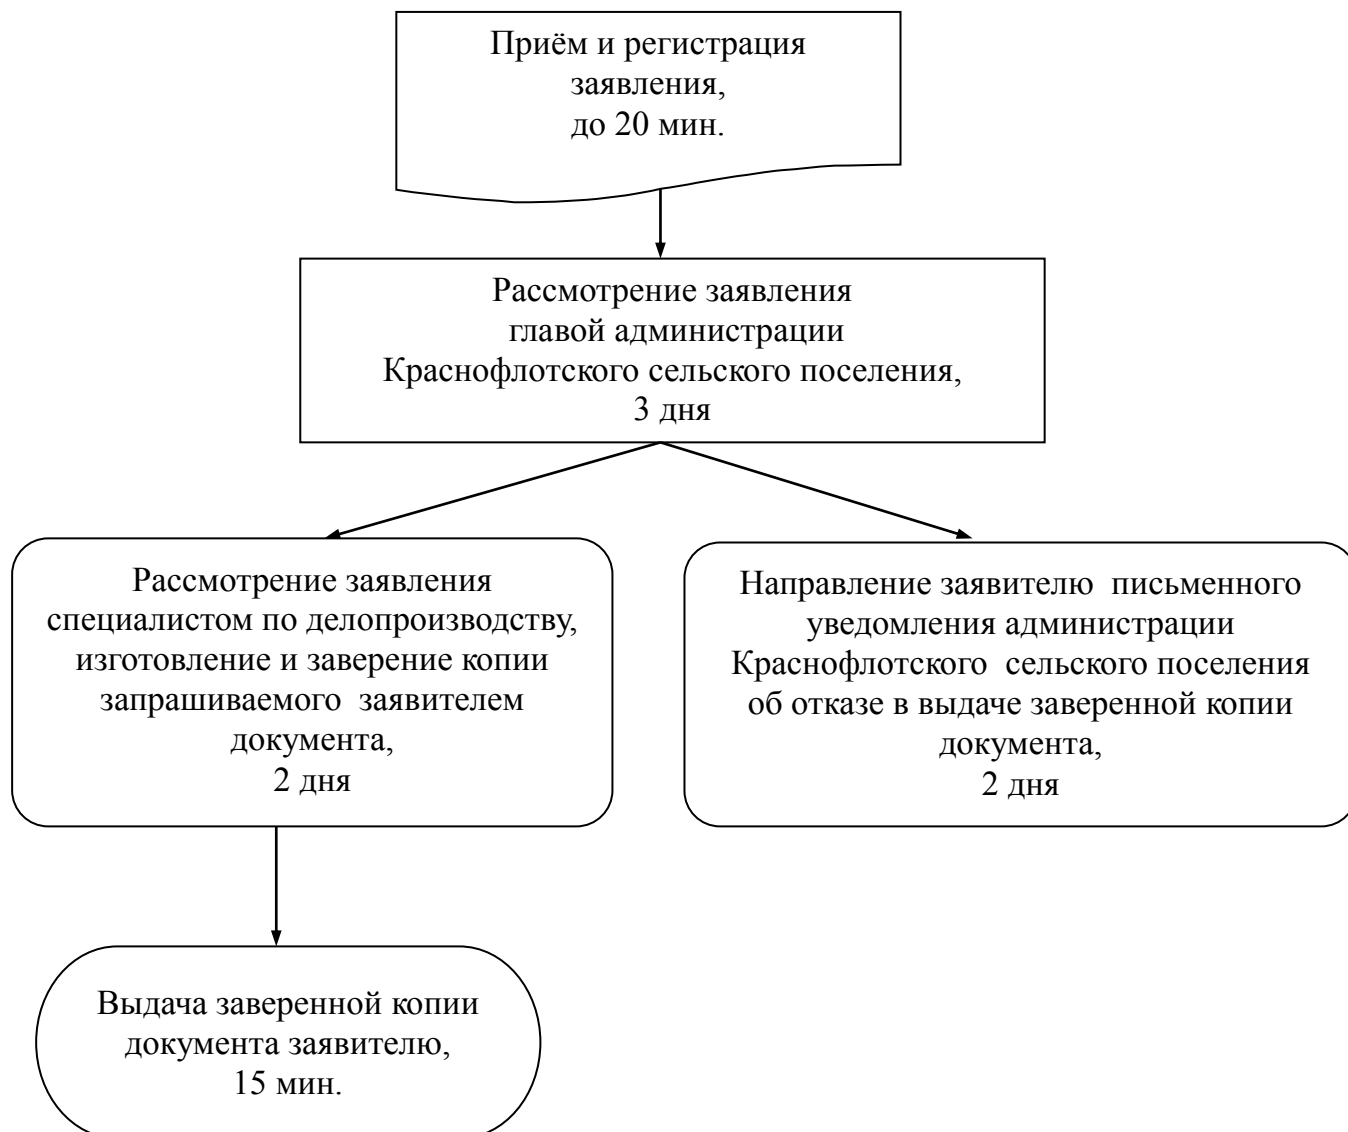 Приём и регистрация
заявления,
до 20 мин.
Рассмотрение заявления
главой администрации
Краснофлотского сельского поселения,
3 дня
Рассмотрение заявления
специалистом по делопроизводству,
изготовление и заверение копии
запрашиваемого заявителем
документа,
2 дня
Направление заявителю письменного
уведомления администрации
Краснофлотского сельского поселения
об отказе в выдаче заверенной копии
документа,
2 дня
Выдача заверенной копии
документа заявителю,
15 мин.